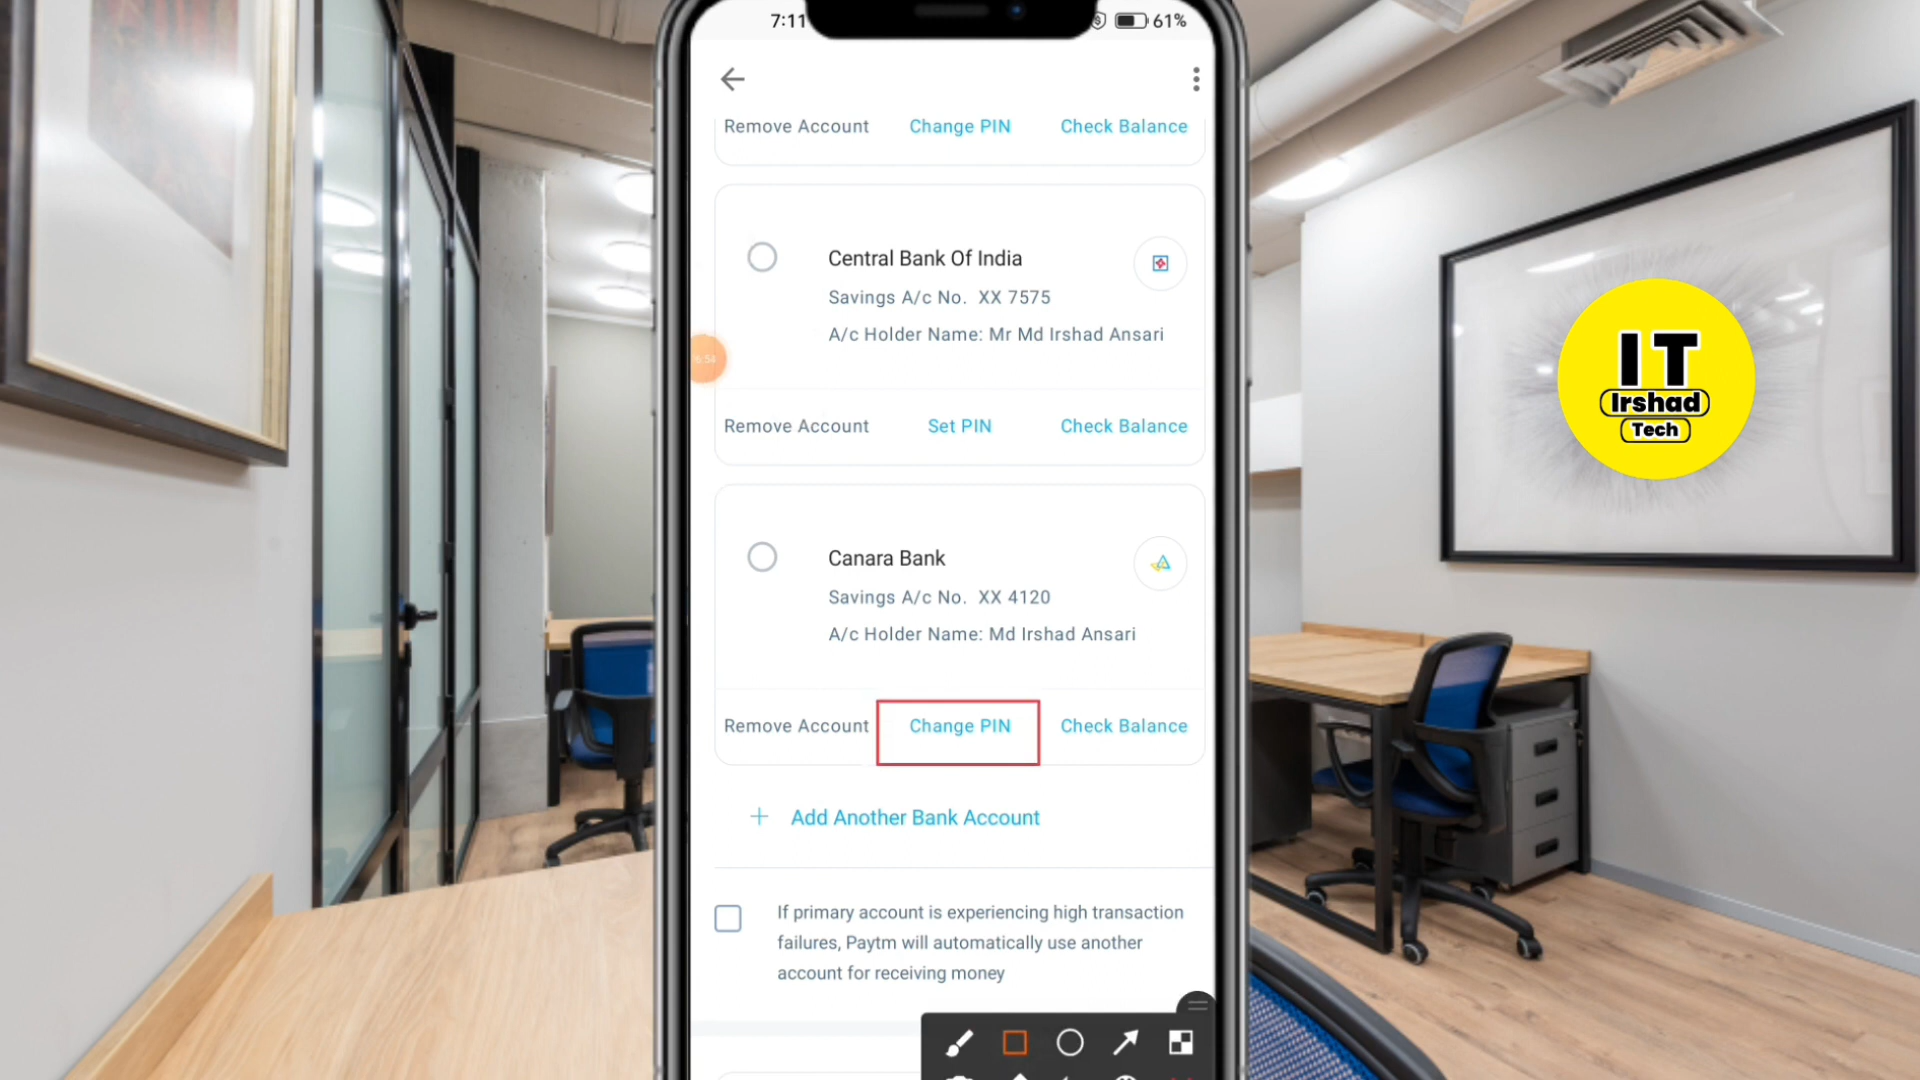 7:11
61%
Remove Account Change PIN Check Balance
Central Bank Of India
Savings A/c No. XX 7575
A/c Holder Name: Mr Md Irshad Ansari
Remove Account Set PIN Check Balance
Canara Bank
Savings A/c No. XX 4120
A/c Holder Name: Md Irshad Ansari
Remove Account Change PIN Check Balance
+ Add Another Bank Account
If primary account is experiencing high transaction
failures, Paytm will automatically use another
account for receiving money
IT
Irshad
Tech